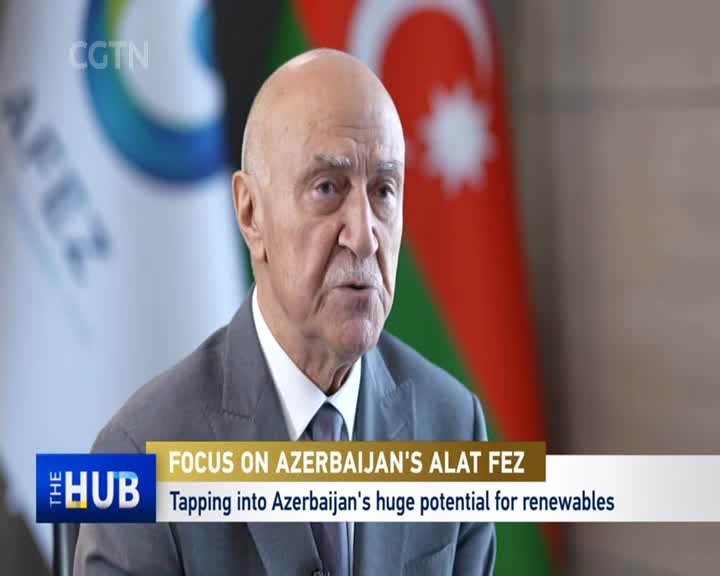 CGTN
AFEZ
FOCUS ON AZERBAIJAN'S ALAT FEZ
THE HUB
Tapping into Azerbaijan's huge potential for renewables